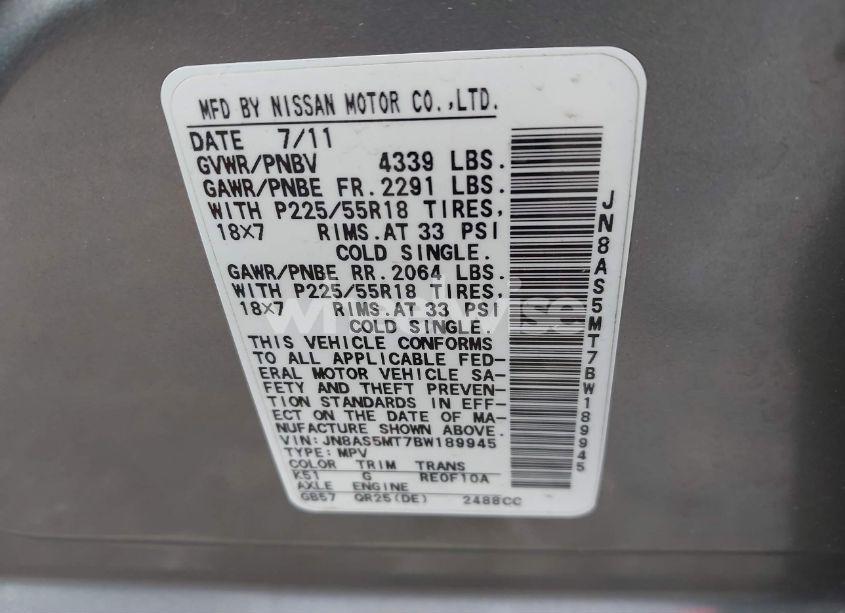 MFD BY NISSAN MOTOR CO.,LTD.
DATE 7/11
GVWR/PNBV 4339 LBS.
GAWR/PNBE FR.2291 LBS.
WITH P225/55R18 TIRES,
18X7 RIMS.AT 33 PSI
COLD SINGLE.
GAWR/PNBE RR.2064 LBS.
WITH P225/55R18 TIRES,
18X7 RIMS.AT 33 PSI
COLD SINGLE.
THIS VEHICLE CONFORMS
TO ALL APPLICABLE FED-
ERAL MOTOR VEHICLE SA-
FETY AND THEFT PREVEN-
TION STANDARDS IN EFF-
ECT ON THE DATE OF MA-
NUFACTURE SHOWN ABOVE.
VIN:JN8AS5MT7BW189945
TYPE:MPV
COLOR TRIM TRANS
K51 G RE0F10A
AXLE ENGINE
GB57 QR25(DE) 2488CC
JN8AS5MT7BW189945